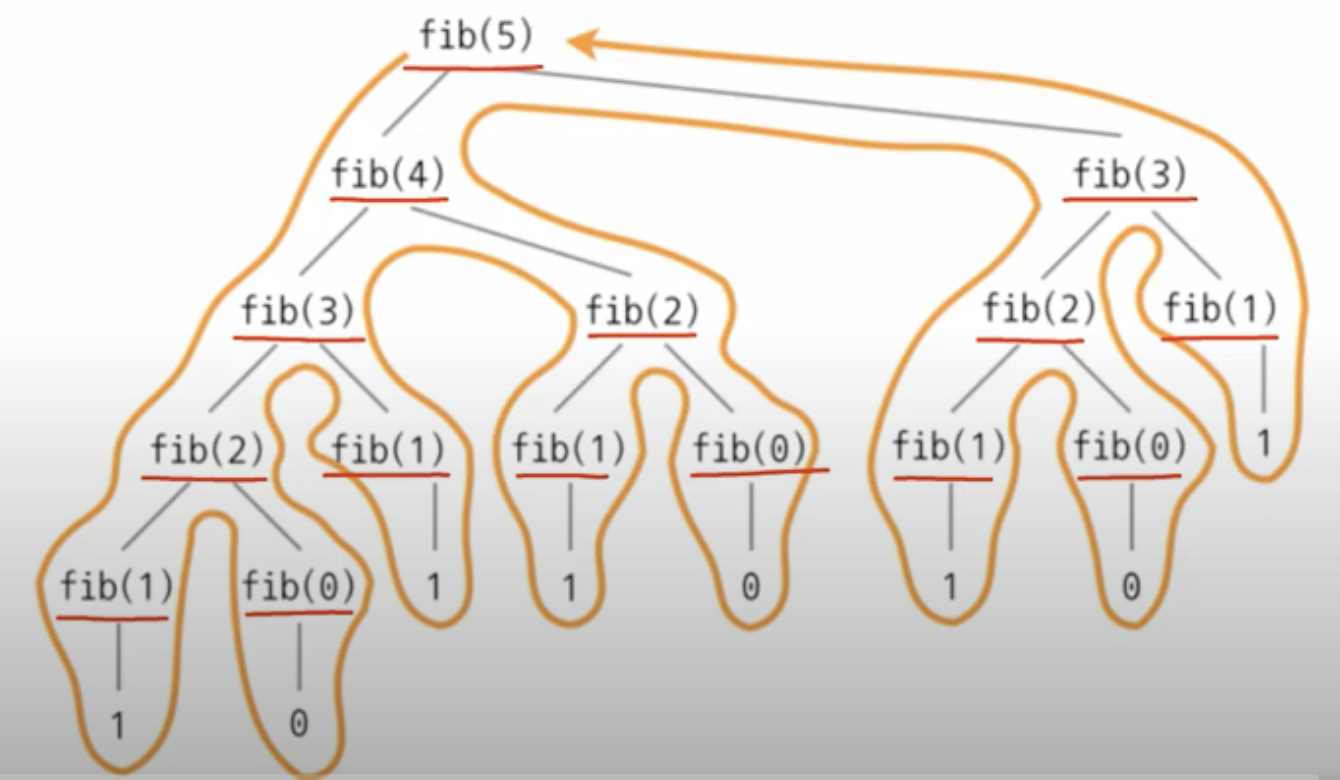 fib(5)
fib(4) fib(3)
fib(3) fib(2) fib(2) fib(1)
fib(2) fib(1) fib(1) fib(0) fib(1) fib(0) 1
fib(1) fib(0) 1 1 0 1 0
1 0